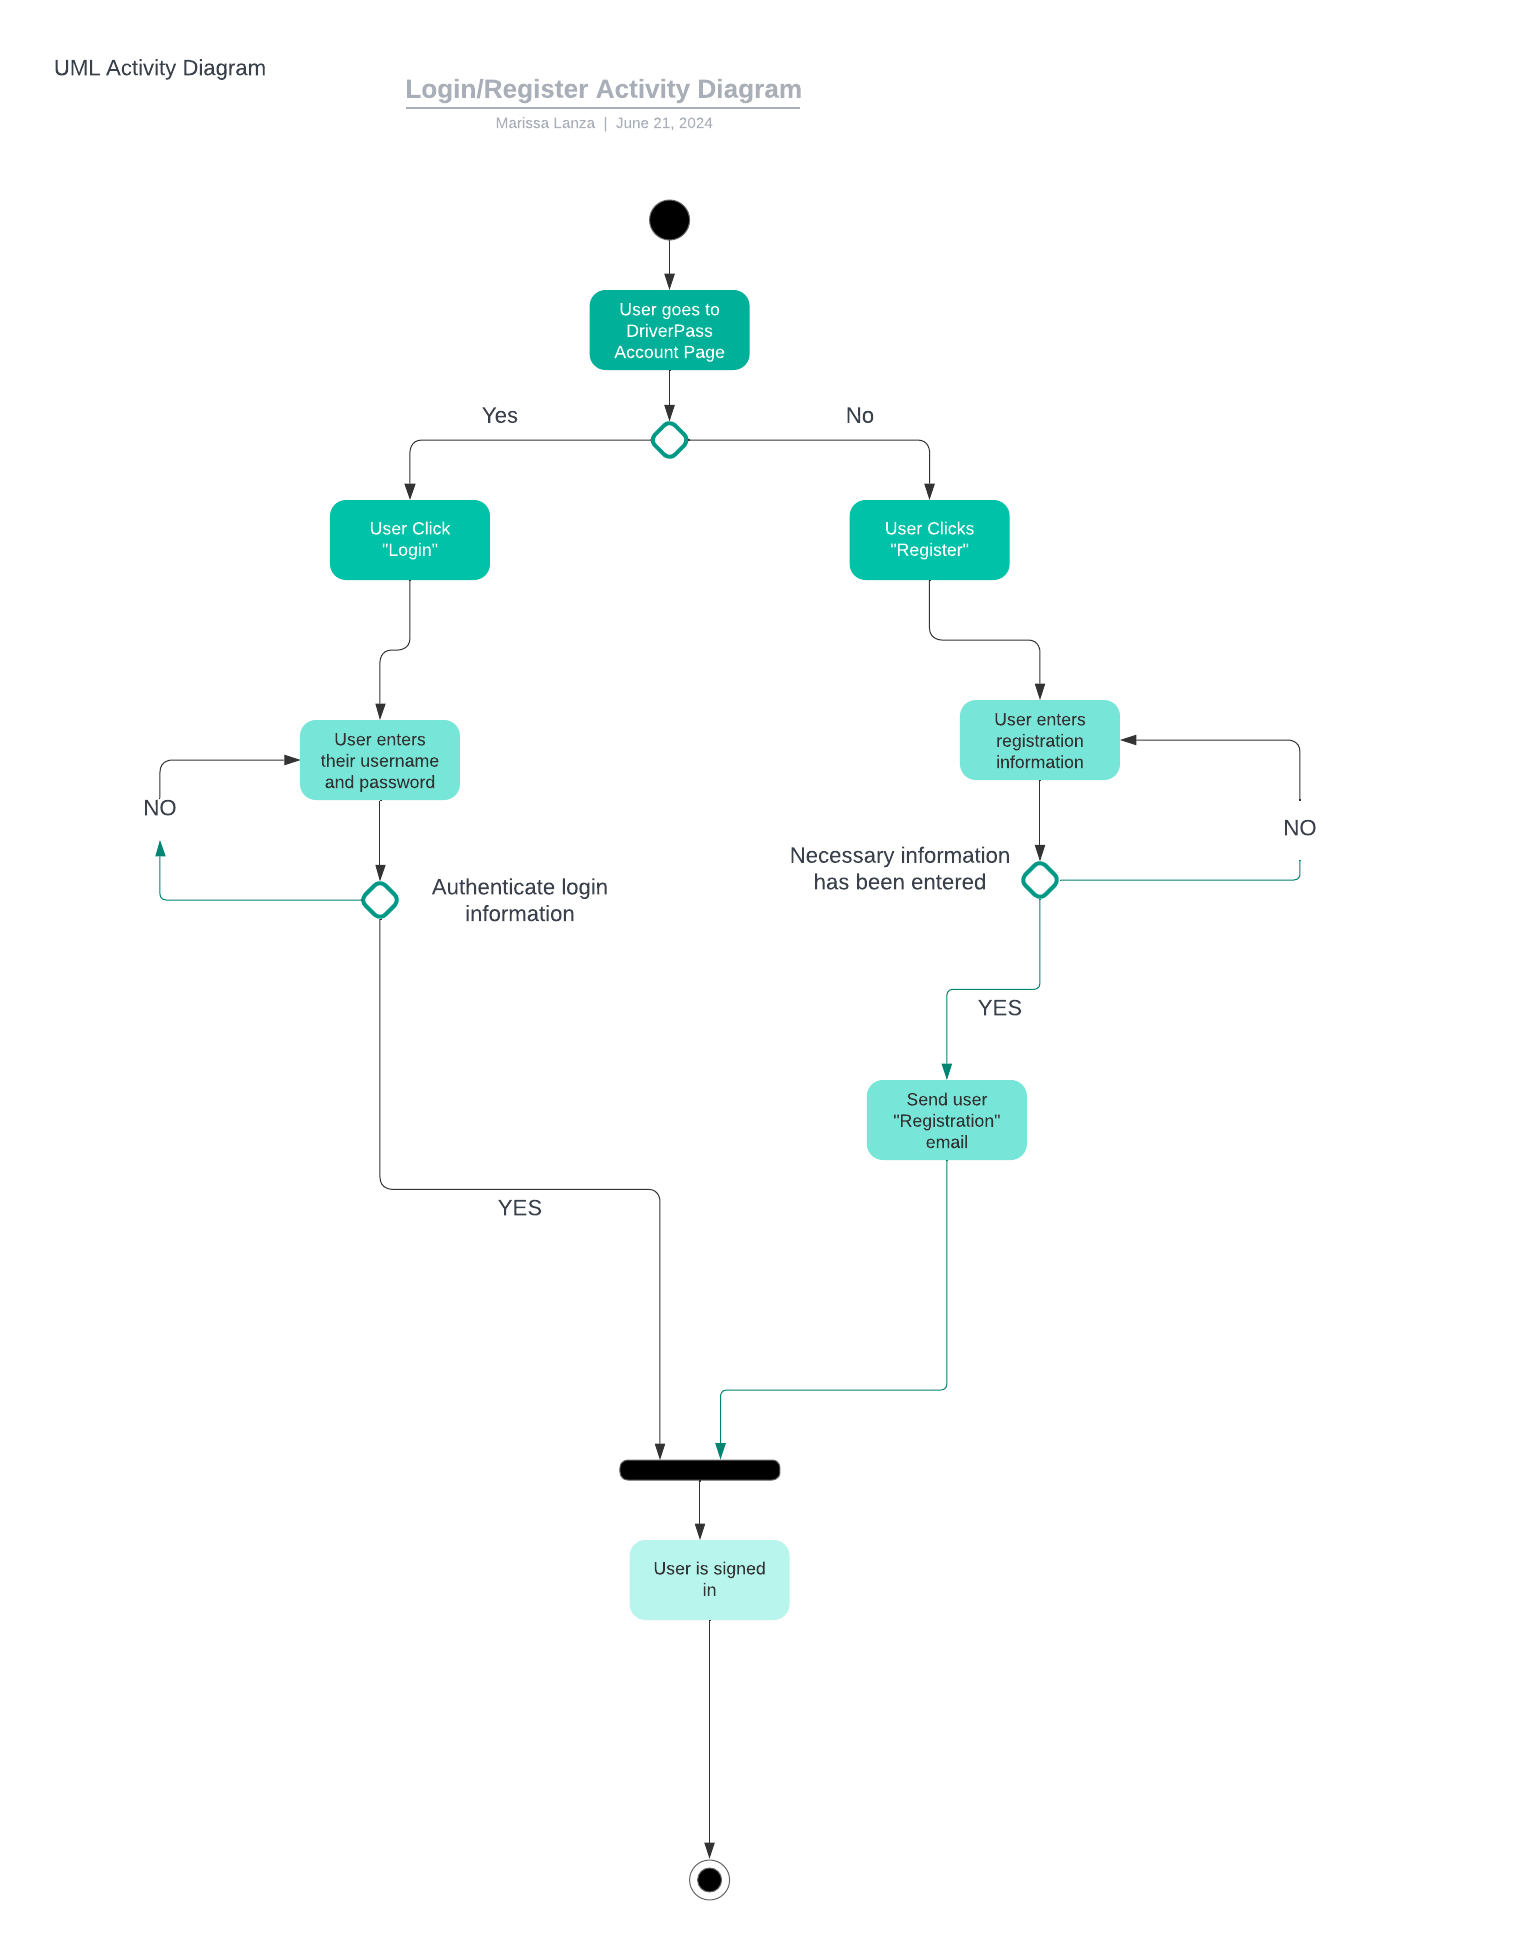 UML Activity Diagram
Login/Register Activity Diagram
Marissa Lanza | June 21, 2024
User goes to
DriverPass
Account Page
Yes
No
User Click
"Login"
User Clicks
"Register"
User enters
their username
and password
User enters
registration
information
NO
NO
Necessary information
has been entered
Authenticate login
information
YES
Send user
"Registration"
email
YES
User is signed
in